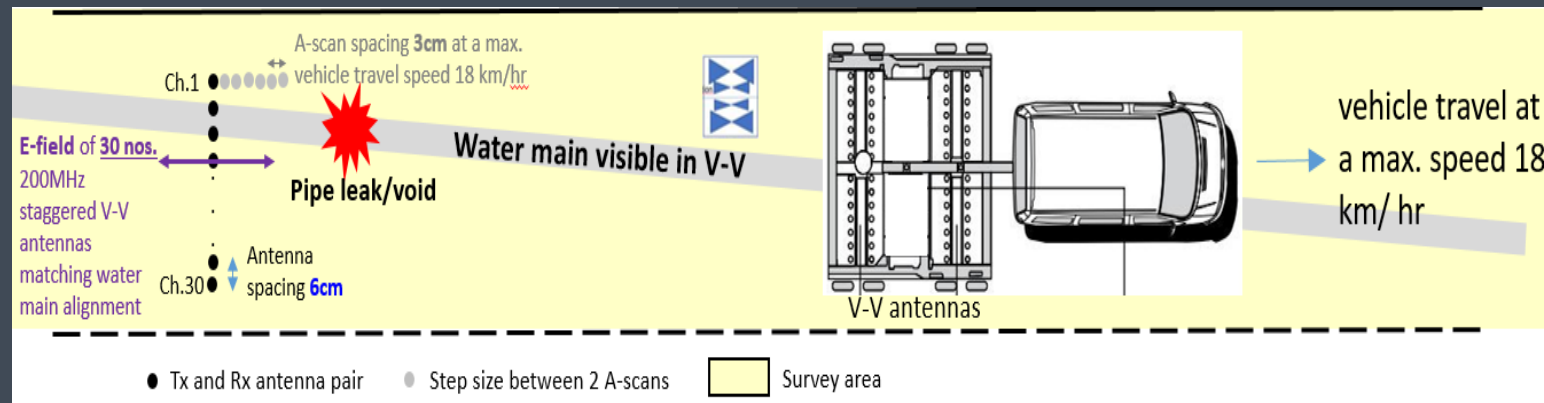 A-scan spacing 3cm at a max.
vehicle travel speed 18 km/hr
Ch.1
E-field of 30 nos.
200MHz
staggered V-V
antennas
matching water
main alignment
Pipe leak/void
Water main visible in V-V
Antenna
spacing 6cm
Ch.30
V-V antennas
vehicle travel at
a max. speed 18
km/ hr
Tx and Rx antenna pair
Step size between 2 A-scans
Survey area